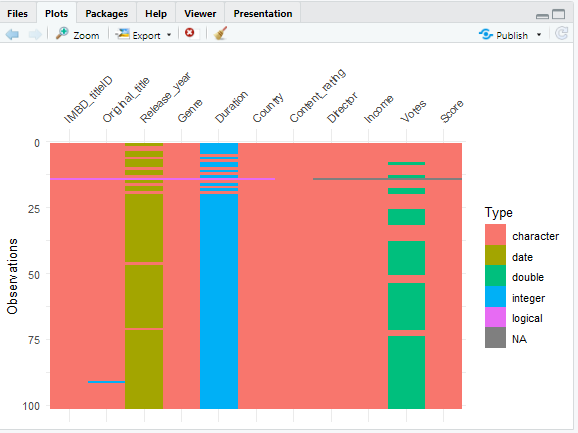 Files Plots Packages Help Viewer Presentation
Zoom Export Publish
IMBD_titleID Original_title Release_year Genre Duration Country Content_rating Director Income Votes Score
0
25
50
75
100
Observations
Type
character
date
double
integer
logical
NA